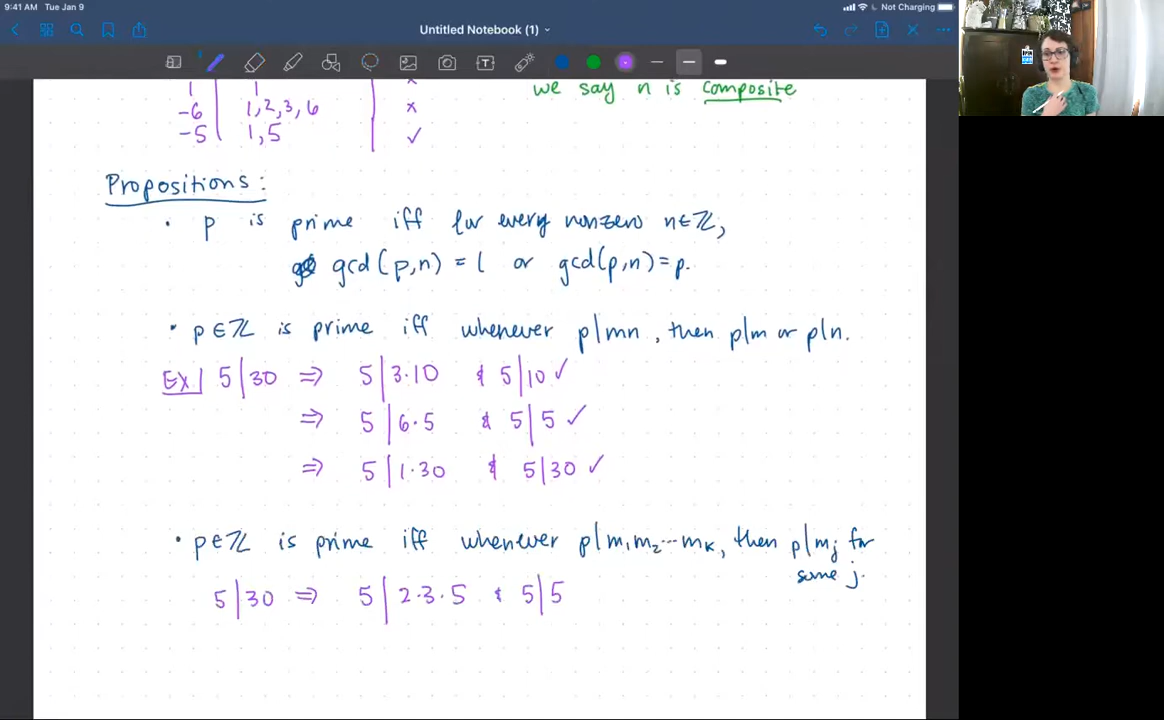 9:41 AM Tue Jan 9
Not Charging
Untitled Notebook (1)
1 | 1 | x
we say n is composite
-6 | 1, 2, 3, 6 | x
-5 | 1, 5 | ✓
Propositions:
• p is prime iff for every nonzero n∈ℤ,
gcd(p,n) = 1 or gcd(p,n)=p.
• p∈ℤ is prime iff whenever p|mn, then p|m or p|n.
Ex| 5|30 ⇒ 5|3·10 & 5|10 ✓
⇒ 5|6·5 & 5|5 ✓
⇒ 5|1·30 & 5|30 ✓
• p∈ℤ is prime iff whenever p|m₁m₂···mₖ, then p|mⱼ for
some j.
5|30 ⇒ 5|2·3·5 & 5|5